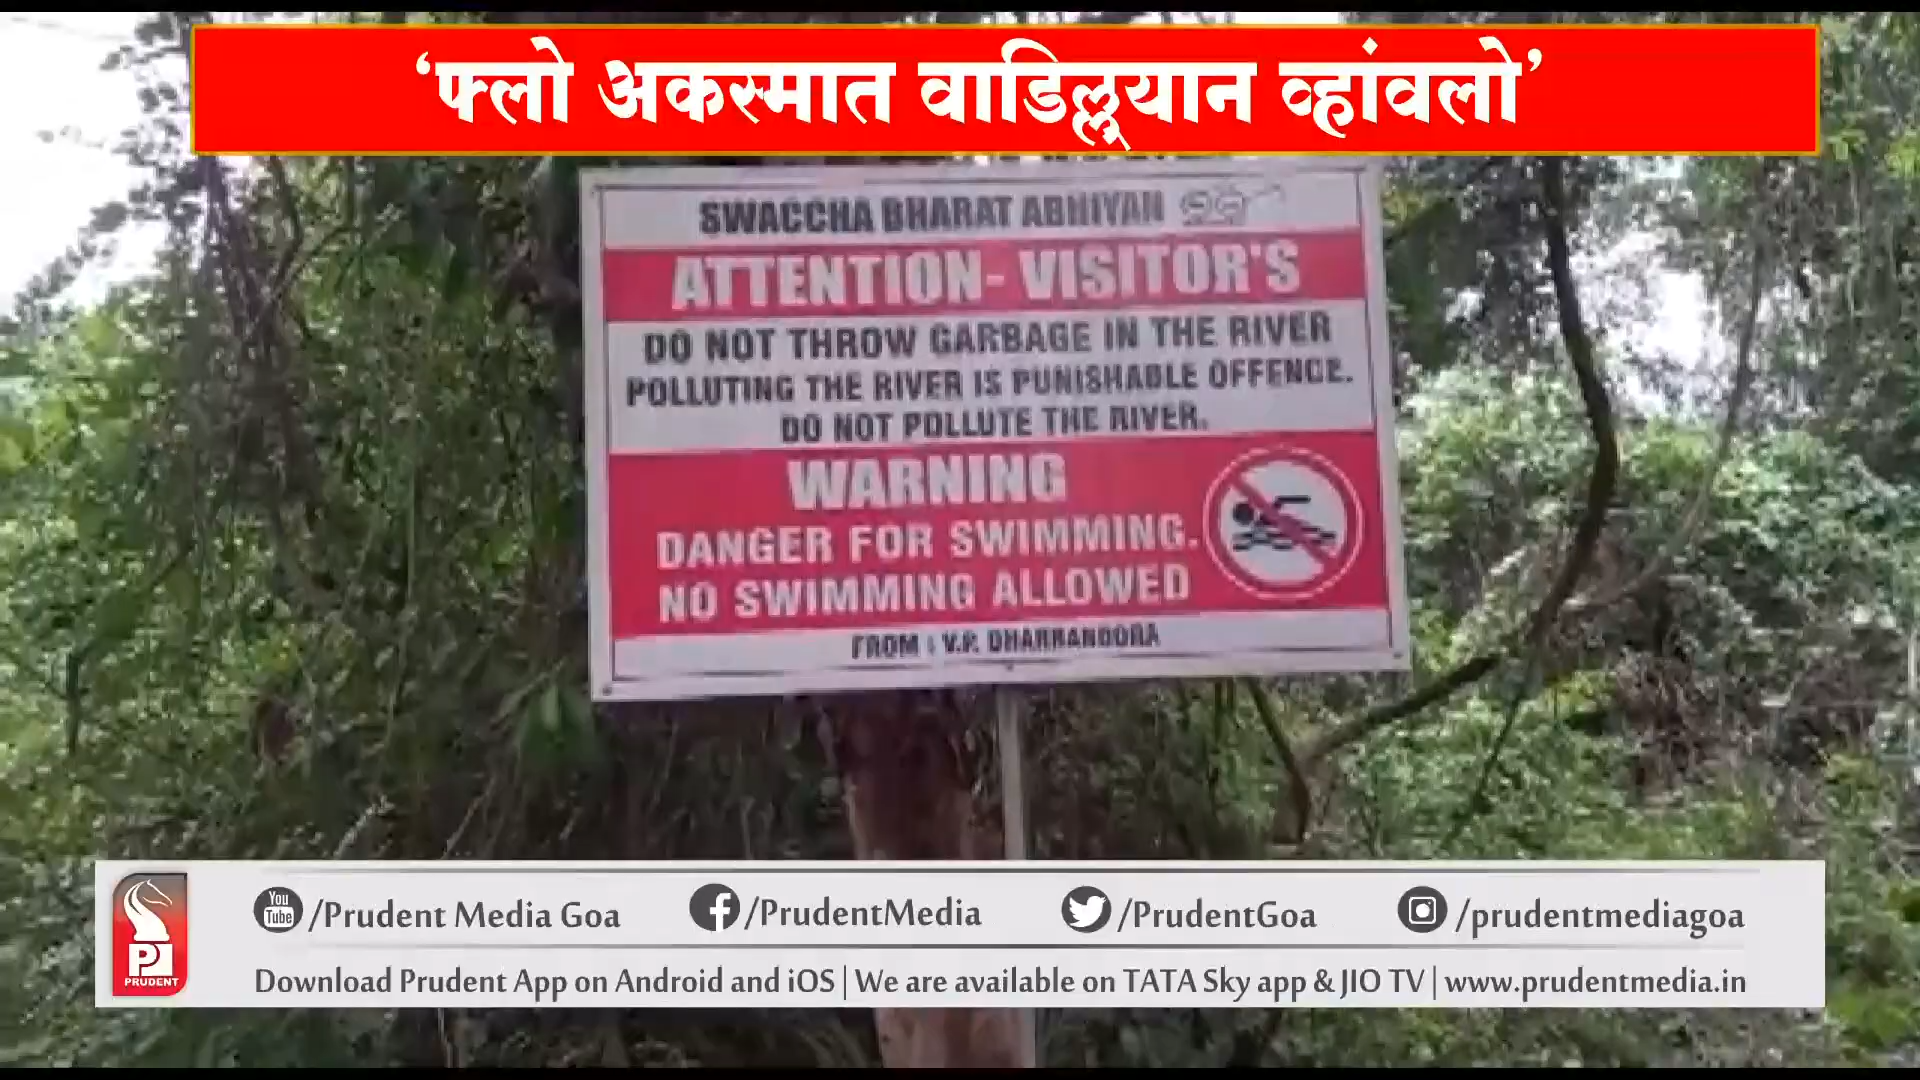 ‘फ्लो अकस्मात वाडिल्ल्यान व्हांवलो’
SWACCHA BHARAT ABHIYAN
ATTENTION- VISITOR'S
DO NOT THROW GARBAGE IN THE RIVER
POLLUTING THE RIVER IS PUNISHABLE OFFENCE.
DO NOT POLLUTE THE RIVER.
WARNING
DANGER FOR SWIMMING.
NO SWIMMING ALLOWED
FROM : V.P. DHARBANDORA
You Tube /Prudent Media Goa /PrudentMedia /PrudentGoa /prudentmediagoa
PRUDENT
Download Prudent App on Android and iOS | We are available on TATA Sky app & JIO TV | www.prudentmedia.in